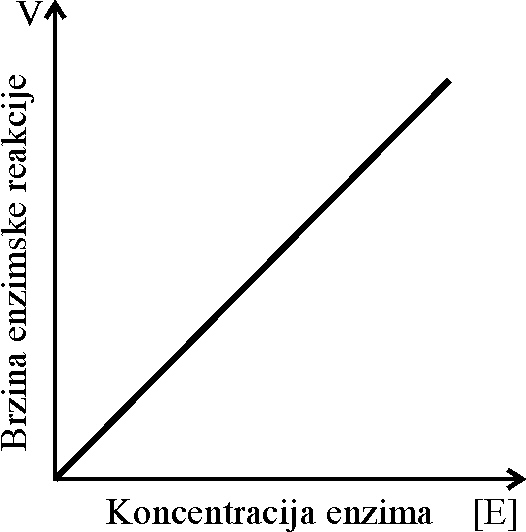 V
Brzina enzimske reakcije
Koncentracija enzima [E]